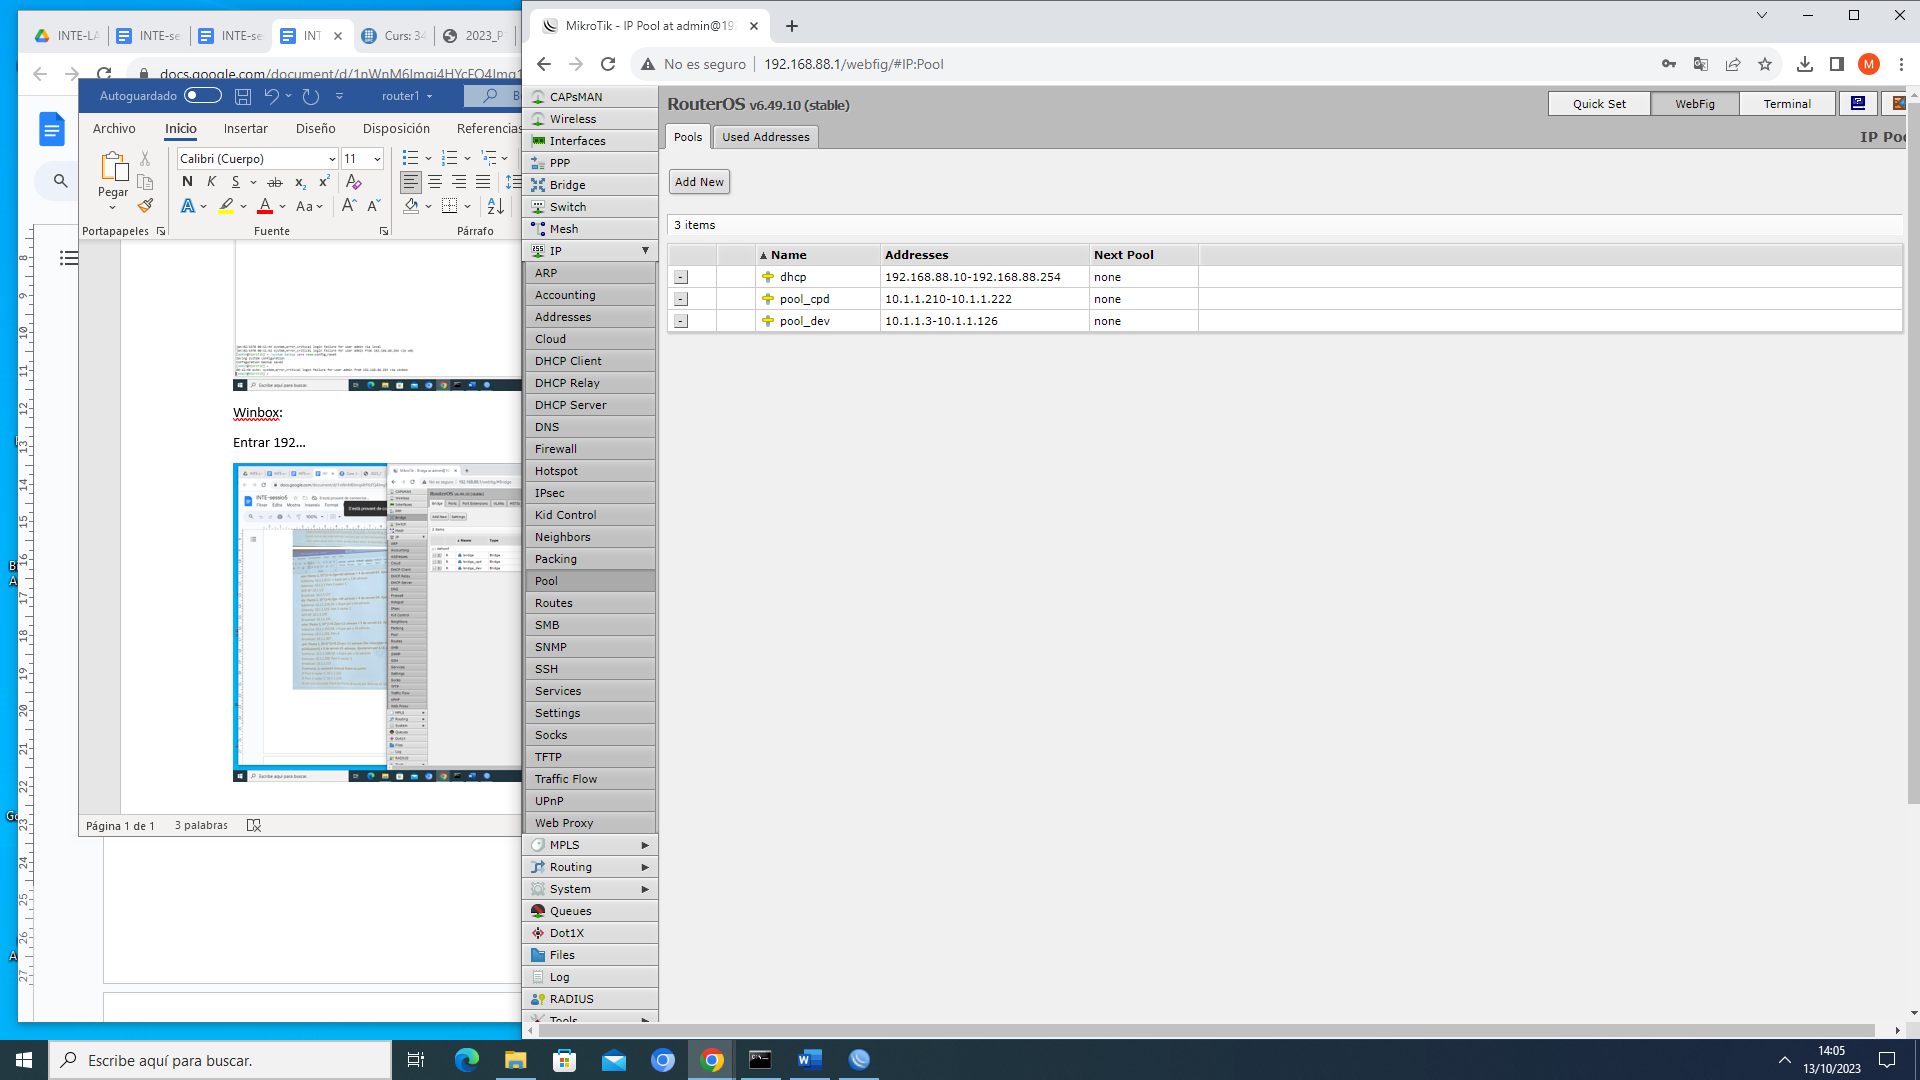 INTE-LA
INTE-se
INTE-se
INT
Curs: 34
2023_P
docs.google.com/document/d/1nWnM6Imqi4HYcFO4Jmq1
Autoguardado
router1
Archivo
Inicio
Insertar
Diseño
Disposición
Referencias
Calibri (Cuerpo)
11
Pegar
N K S ab x₂ x²
Aa
Portapapeles
Fuente
Párrafo
Winbox:
Entrar 192...
Página 1 de 1
3 palabras
MikroTik - IP Pool at admin@192
No es seguro
192.168.88.1/webfig/#IP:Pool
M
CAPsMAN
Wireless
Interfaces
PPP
Bridge
Switch
Mesh
IP
ARP
Accounting
Addresses
Cloud
DHCP Client
DHCP Relay
DHCP Server
DNS
Firewall
Hotspot
IPsec
Kid Control
Neighbors
Packing
Pool
Routes
SMB
SNMP
SSH
Services
Settings
Socks
TFTP
Traffic Flow
UPnP
Web Proxy
MPLS
Routing
System
Queues
Dot1X
Files
Log
RADIUS
Tools
RouterOS v6.49.10 (stable)
Quick Set
WebFig
Terminal
Pools
Used Addresses
IP Poo
Add New
3 items
Name Addresses Next Pool
- dhcp 192.168.88.10-192.168.88.254 none
- pool_cpd 10.1.1.210-10.1.1.222 none
- pool_dev 10.1.1.3-10.1.1.126 none
Escribe aquí para buscar.
14:05
13/10/2023